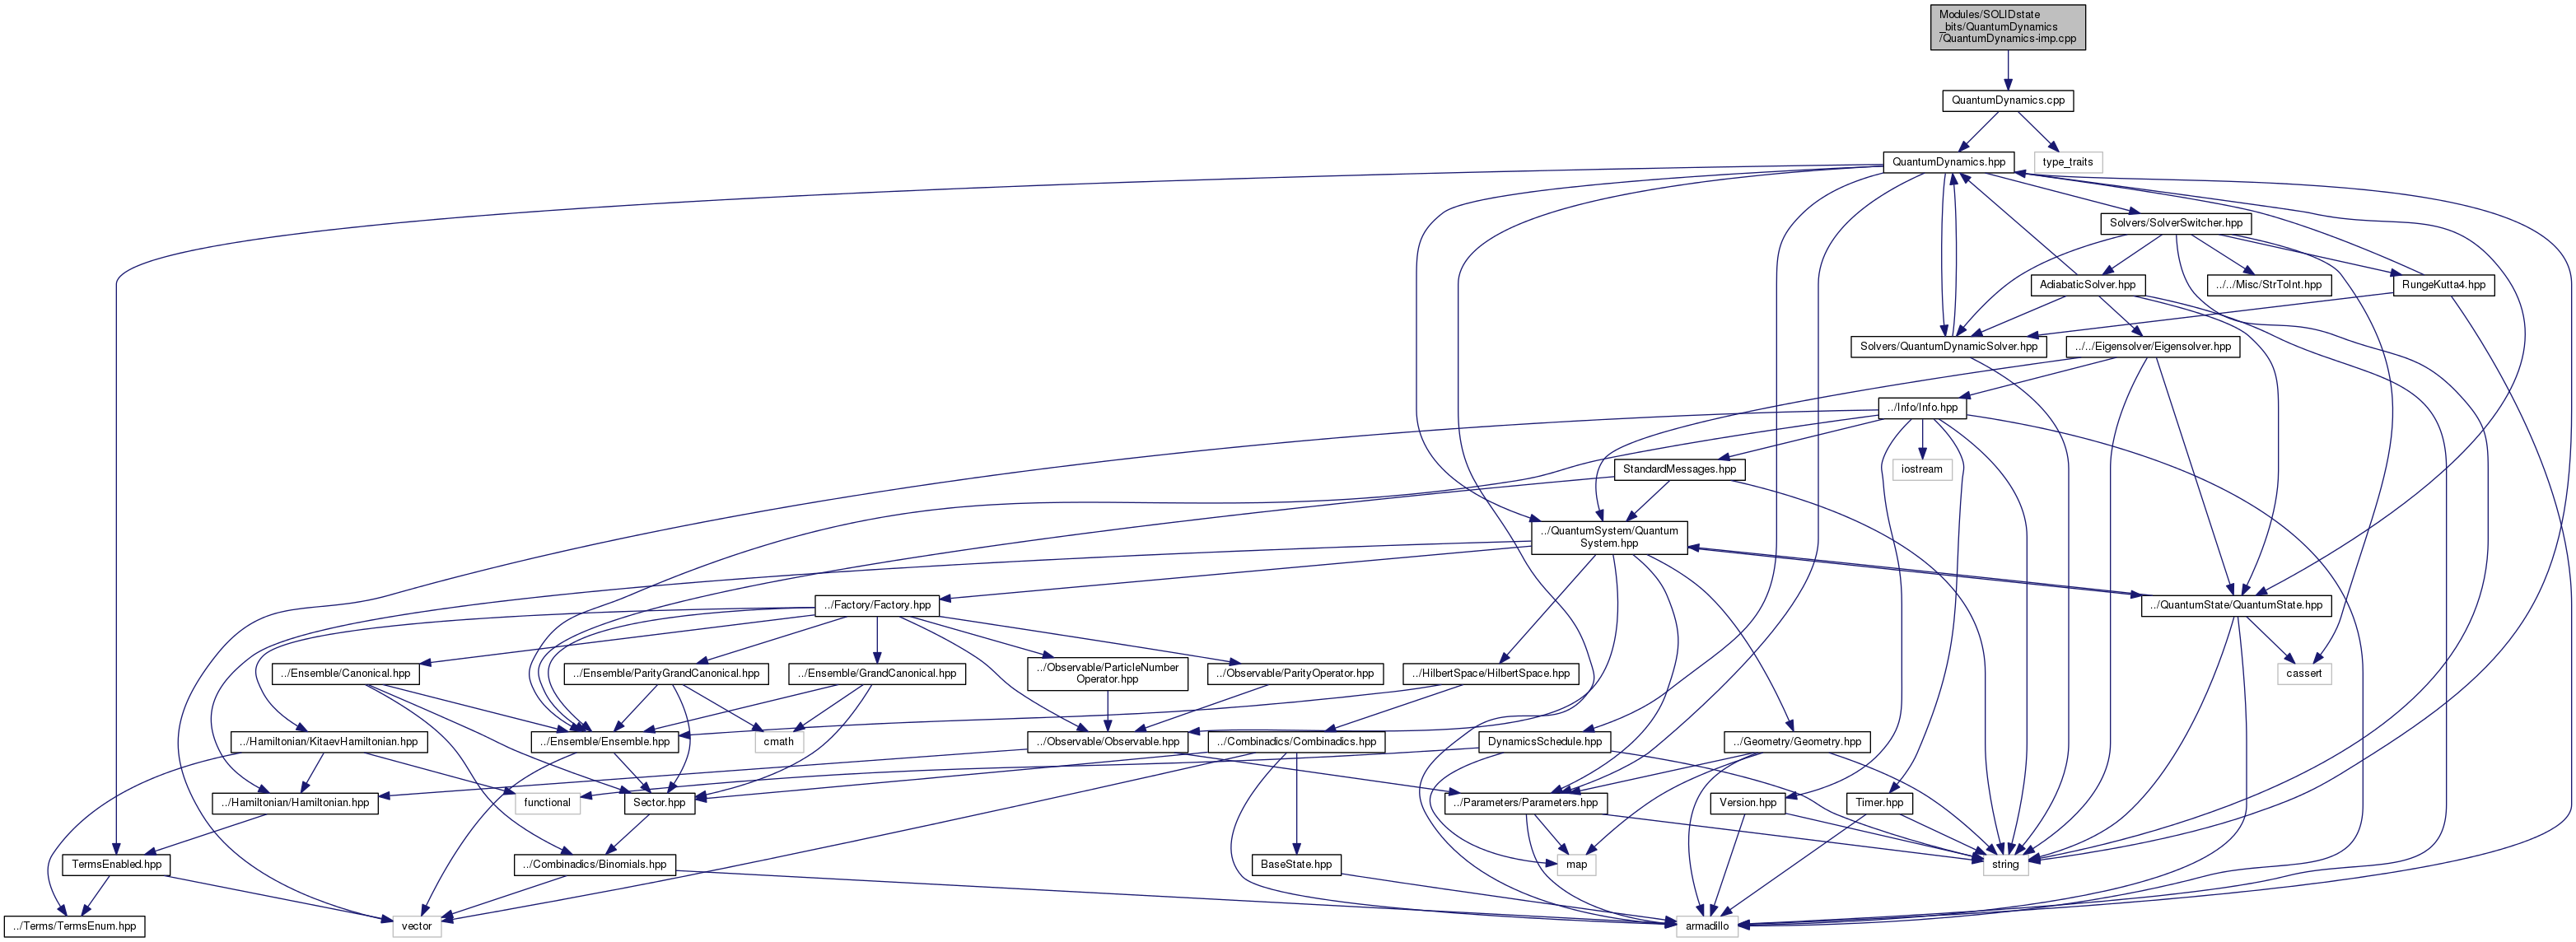 Modules/SOLIDstate
_bits/QuantumDynamics
/QuantumDynamics-imp.cpp
QuantumDynamics.cpp
QuantumDynamics.hpp
type_traits
Solvers/SolverSwitcher.hpp
AdiabaticSolver.hpp
../../Misc/StrToInt.hpp
RungeKutta4.hpp
Solvers/QuantumDynamicSolver.hpp
../../Eigensolver/Eigensolver.hpp
../Info/Info.hpp
StandardMessages.hpp
iostream
../QuantumSystem/Quantum
System.hpp
../Factory/Factory.hpp
../QuantumState/QuantumState.hpp
../Ensemble/Canonical.hpp
../Ensemble/ParityGrandCanonical.hpp
../Ensemble/GrandCanonical.hpp
../Observable/ParticleNumber
Operator.hpp
../Observable/ParityOperator.hpp
../HilbertSpace/HilbertSpace.hpp
cassert
../Hamiltonian/KitaevHamiltonian.hpp
../Ensemble/Ensemble.hpp
cmath
../Observable/Observable.hpp
../Combinadics/Combinadics.hpp
DynamicsSchedule.hpp
../Geometry/Geometry.hpp
../Hamiltonian/Hamiltonian.hpp
functional
Sector.hpp
../Parameters/Parameters.hpp
Version.hpp
Timer.hpp
TermsEnabled.hpp
../Combinadics/Binomials.hpp
BaseState.hpp
map
string
../Terms/TermsEnum.hpp
vector
armadillo